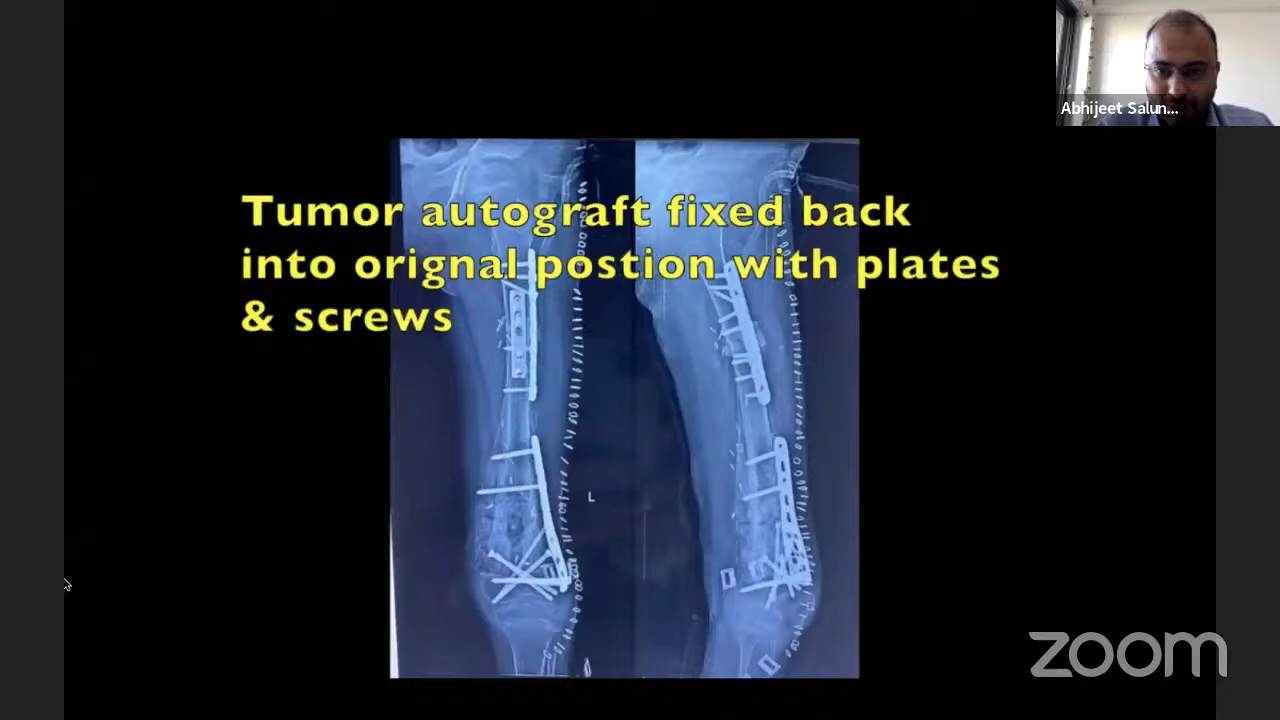 Abhijeet Salun...
Tumor autograft fixed back
into orignal postion with plates
& screws
L
zoom